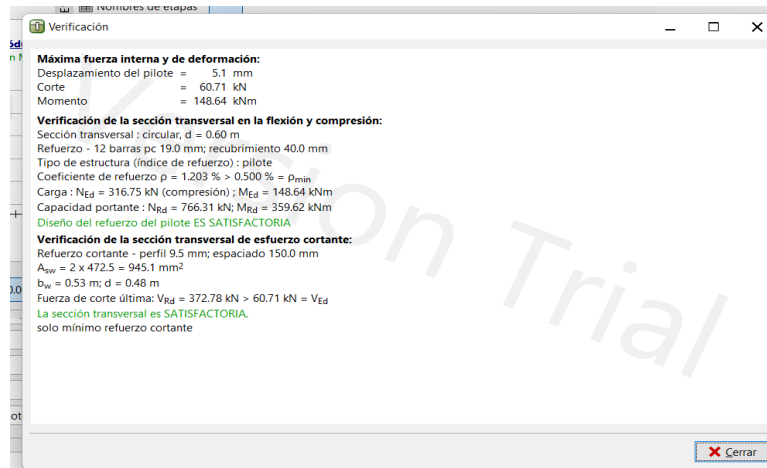 Nombres de etapas
Verificación
Máxima fuerza interna y de deformación:
Desplazamiento del pilote = 5.1 mm
Corte = 60.71 kN
Momento = 148.64 kNm
Verificación de la sección transversal en la flexión y compresión:
Sección transversal : circular, d = 0.60 m
Refuerzo - 12 barras pc 19.0 mm; recubrimiento 40.0 mm
Tipo de estructura (índice de refuerzo) : pilote
Coeficiente de refuerzo ρ = 1.203 % > 0.500 % = ρmin
Carga : NEd = 316.75 kN (compresión) ; MEd = 148.64 kNm
Capacidad portante : NRd = 766.31 kN; MRd = 359.62 kNm
Diseño del refuerzo del pilote ES SATISFACTORIA
Verificación de la sección transversal de esfuerzo cortante:
Refuerzo cortante - perfil 9.5 mm; espaciado 150.0 mm
Asw = 2 x 472.5 = 945.1 mm²
bw = 0.53 m; d = 0.48 m
Fuerza de corte última: VRd = 372.78 kN > 60.71 kN = VEd
La sección transversal es SATISFACTORIA.
solo mínimo refuerzo cortante
Version Trial
Cerrar